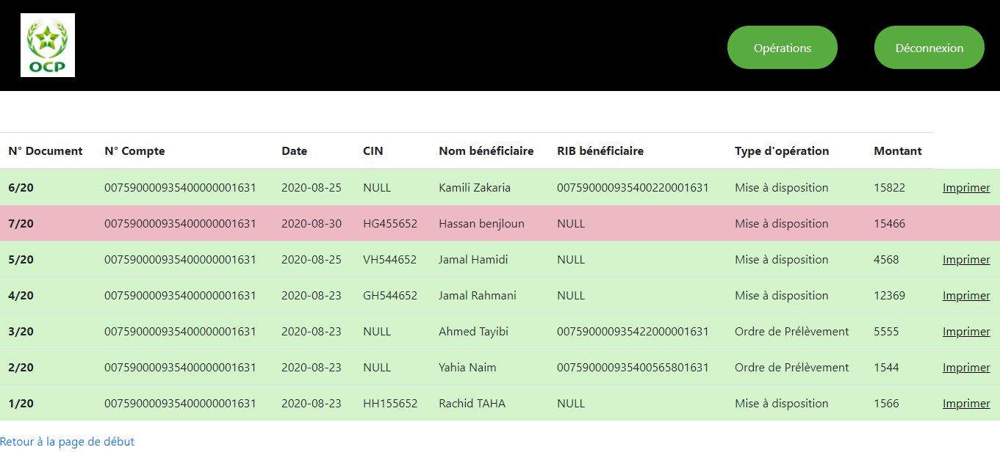 OCP
Opérations Déconnexion
N° Document N° Compte Date CIN Nom bénéficiaire RIB bénéficiaire Type d'opération Montant
6/20 007590000935400000001631 2020-08-25 NULL Kamili Zakaria 007590000935400220001631 Mise à disposition 15822 Imprimer
7/20 007590000935400000001631 2020-08-30 HG455652 Hassan benjloun NULL Mise à disposition 15466
5/20 007590000935400000001631 2020-08-25 VH544652 Jamal Hamidi NULL Mise à disposition 4568 Imprimer
4/20 007590000935400000001631 2020-08-23 GH544652 Jamal Rahmani NULL Mise à disposition 12369 Imprimer
3/20 007590000935400000001631 2020-08-23 NULL Ahmed Tayibi 007590000935422000001631 Ordre de Prélèvement 5555 Imprimer
2/20 007590000935400000001631 2020-08-23 NULL Yahia Naim 007590000935400565801631 Ordre de Prélèvement 1544 Imprimer
1/20 007590000935400000001631 2020-08-23 HH155652 Rachid TAHA NULL Mise à disposition 1566 Imprimer
Retour à la page de début